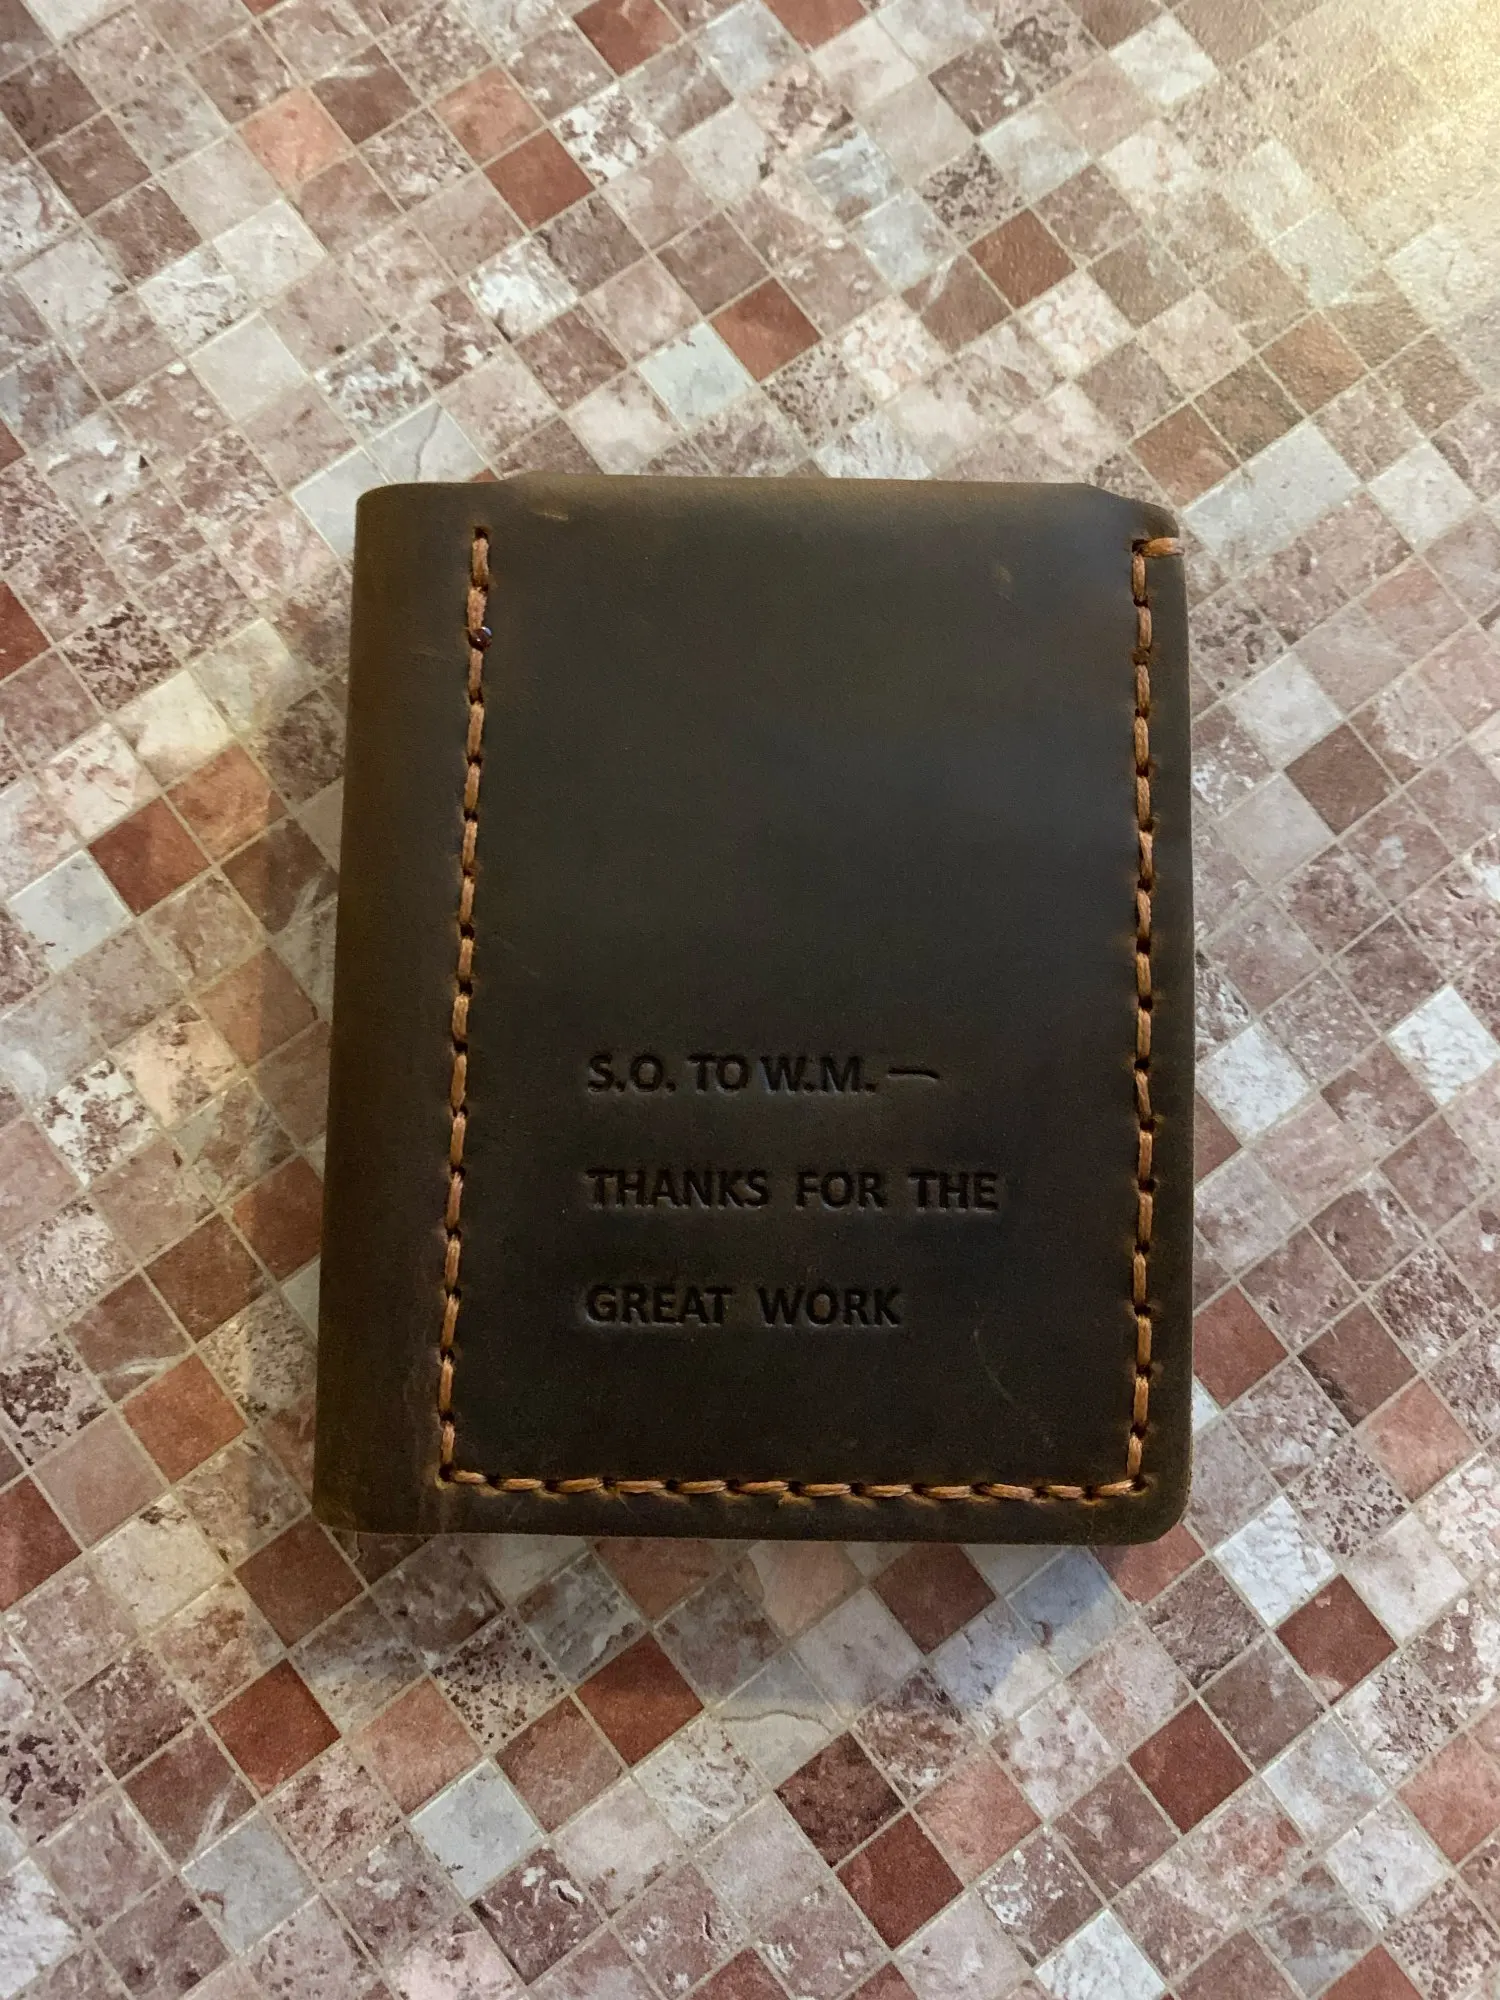 S.O. TO W.M. —
THANKS FOR THE
GREAT WORK